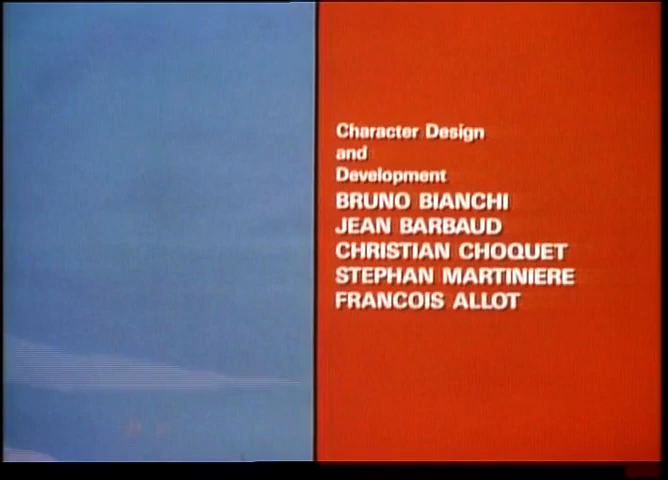 Character Design
and
Development
BRUNO BIANCHI
JEAN BARBAUD
CHRISTIAN CHOQUET
STEPHAN MARTINIERE
FRANCOIS ALLOT